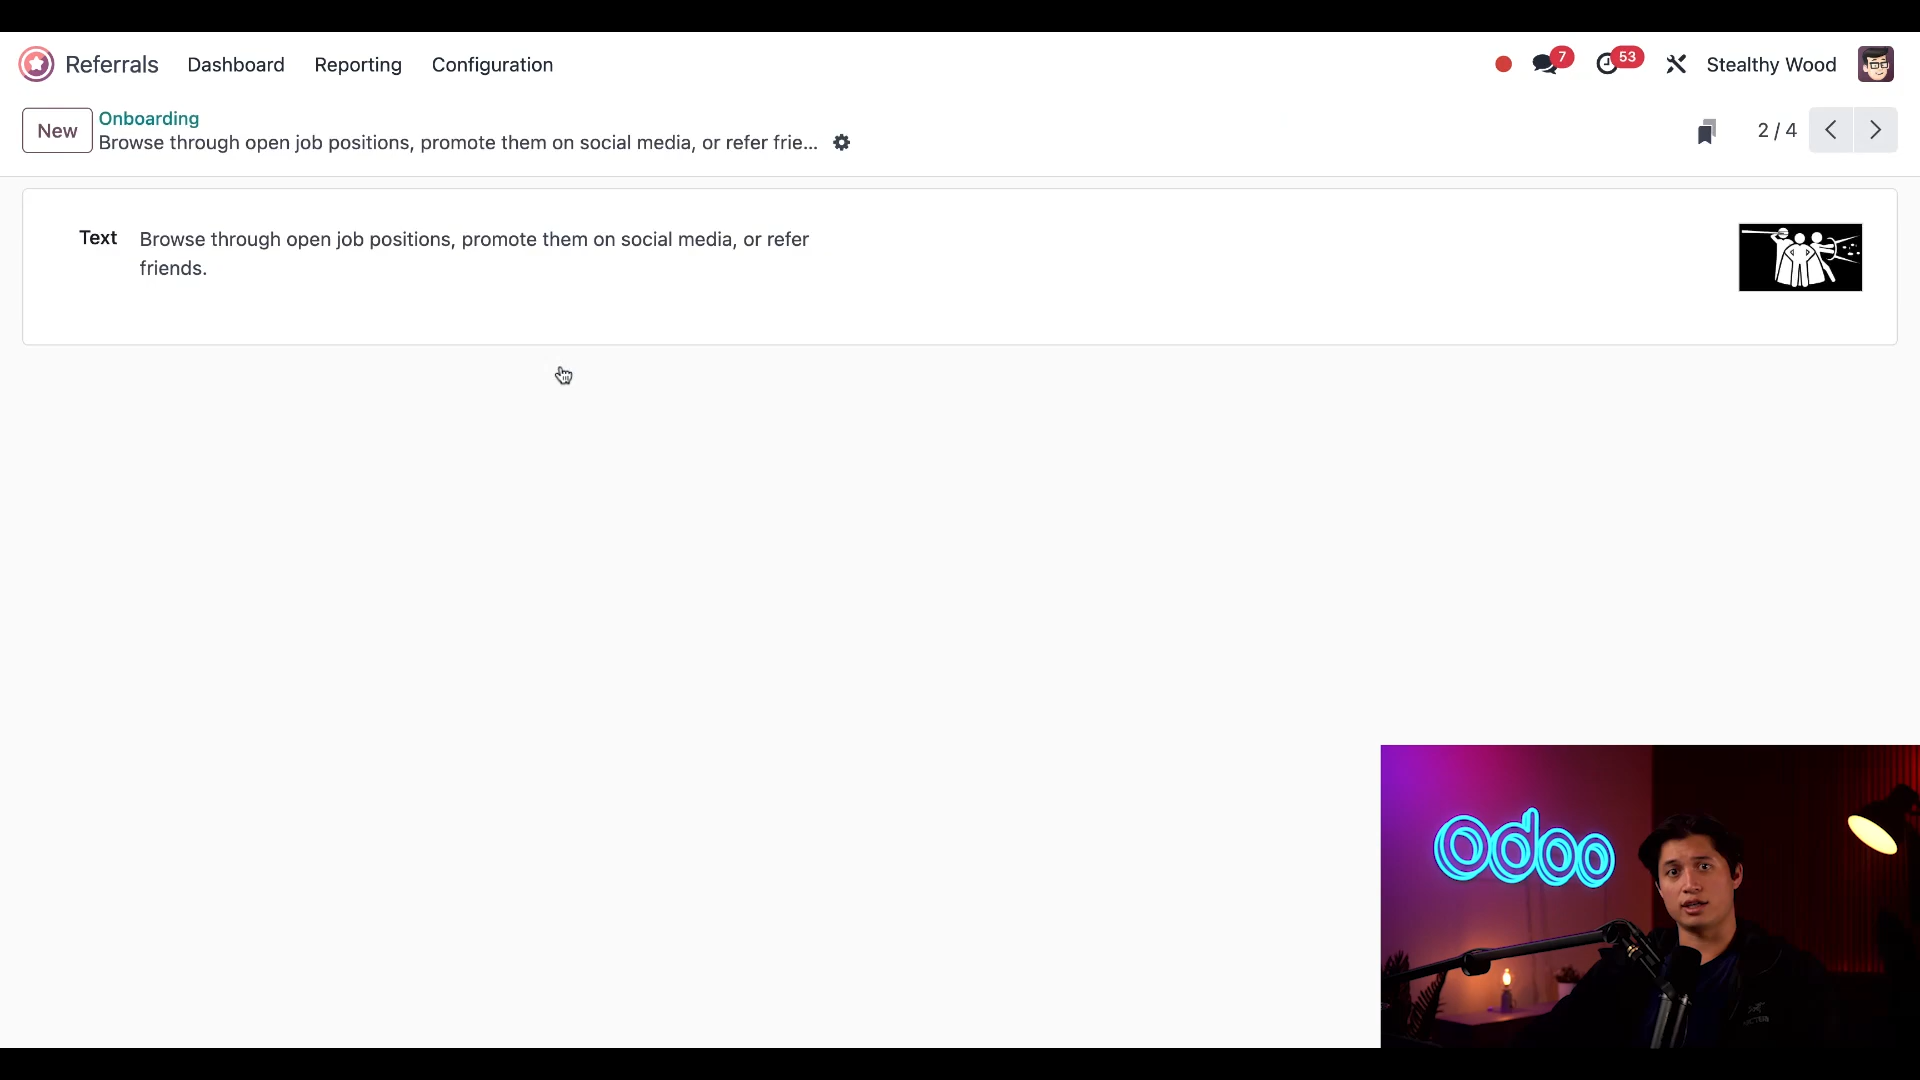 Referrals Dashboard Reporting Configuration 7 53 Stealthy Wood
New Onboarding
Browse through open job positions, promote them on social media, or refer frie... 2 / 4
Text Browse through open job positions, promote them on social media, or refer
friends.
odoo